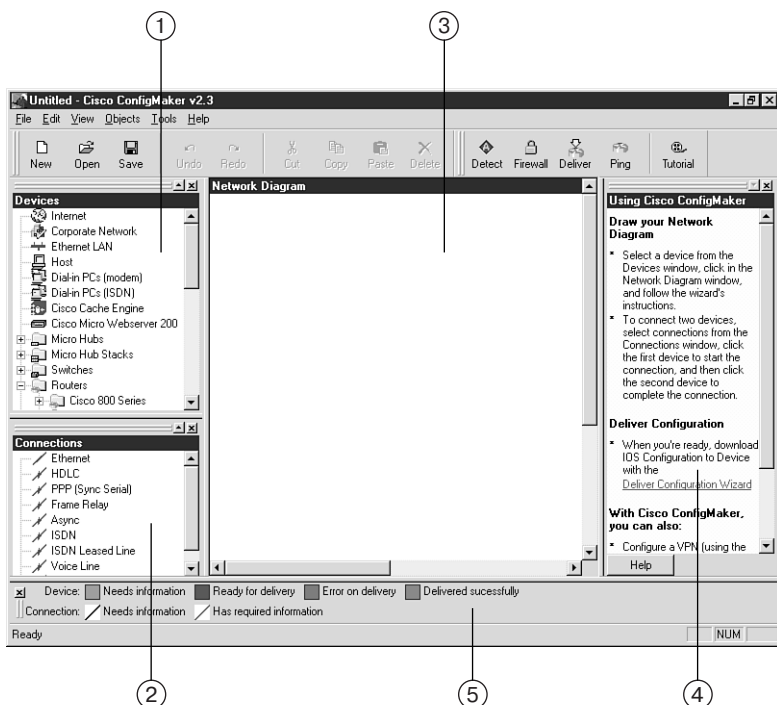 1
3
Untitled - Cisco ConfigMaker v2.3
File Edit View Objects Tools Help
New Open Save Undo Redo Cut Copy Paste Delete Detect Firewall Deliver Ping Tutorial
Devices
Internet
Corporate Network
Ethernet LAN
Host
Dial-in PCs (modem)
Dial-in PCs (ISDN)
Cisco Cache Engine
Cisco Micro Webserver 200
Micro Hubs
Micro Hub Stacks
Switches
Routers
Cisco 800 Series
Connections
Ethernet
HDLC
PPP (Sync Serial)
Frame Relay
Async
ISDN
ISDN Leased Line
Voice Line
Network Diagram
Using Cisco ConfigMaker
Draw your Network
Diagram
* Select a device from the
Devices window, click in the
Network Diagram window,
and follow the wizard's
instructions.
* To connect two devices,
select connections from the
Connections window, click
the first device to start the
connection, and then click
the second device to
complete the connection.
Deliver Configuration
* When you're ready, download
IOS Configuration to Device
with the
Deliver Configuration Wizard
With Cisco ConfigMaker,
you can also:
* Configure a VPN (using the
Help
Device: Needs information Ready for delivery Error on delivery Delivered sucessfully
Connection: Needs information Has required information
Ready NUM
2
5
4